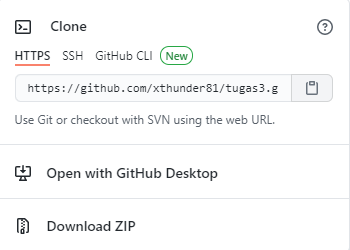 Clone
?
HTTPS SSH GitHub CLI New
https://github.com/xthunder81/tugas3.g
Use Git or checkout with SVN using the web URL.
Open with GitHub Desktop
Download ZIP